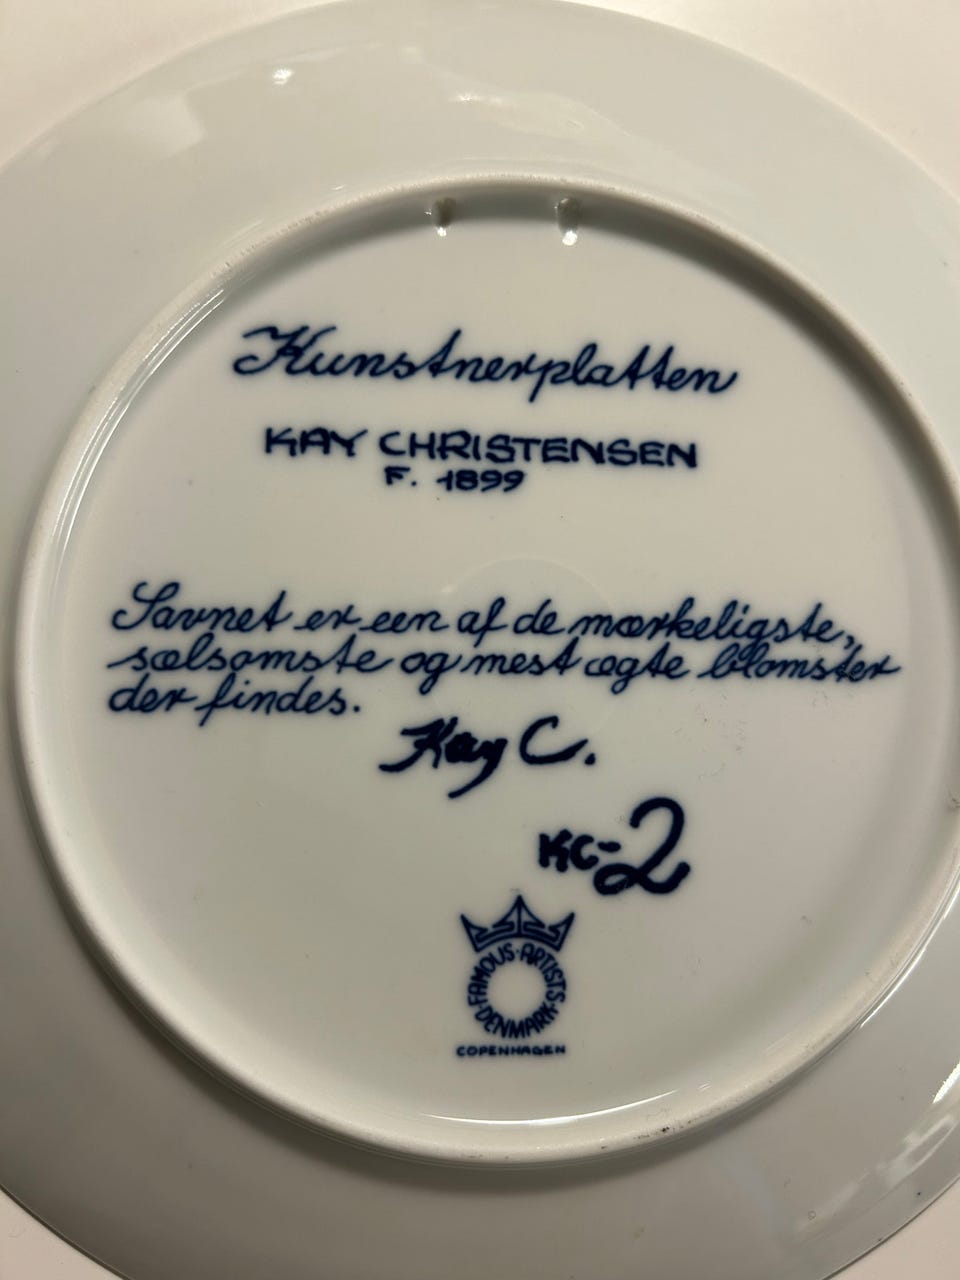 Kunstnerplatten
KAY CHRISTENSEN
F. 1899
Savnet er een af de mærkeligste,
sælsomste og mest ægte blomster
der findes.
Kay C.
KC-2
FAMOUS·ARTISTS·DENMARK·
COPENHAGEN